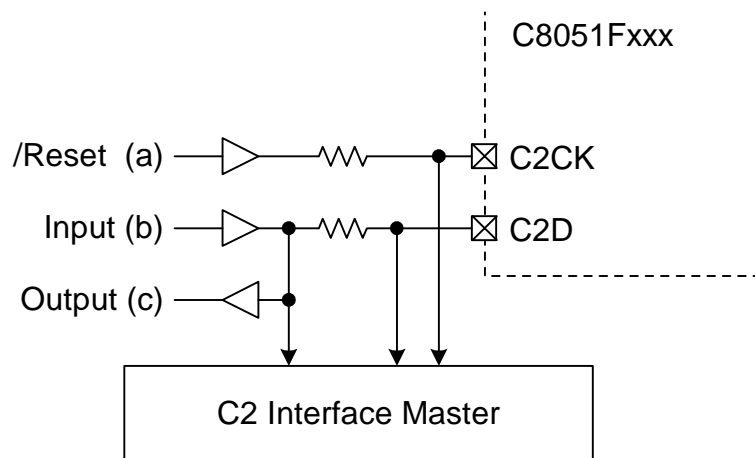 C8051Fxxx
/Reset (a)
C2CK
Input (b)
C2D
Output (c)
C2 Interface Master